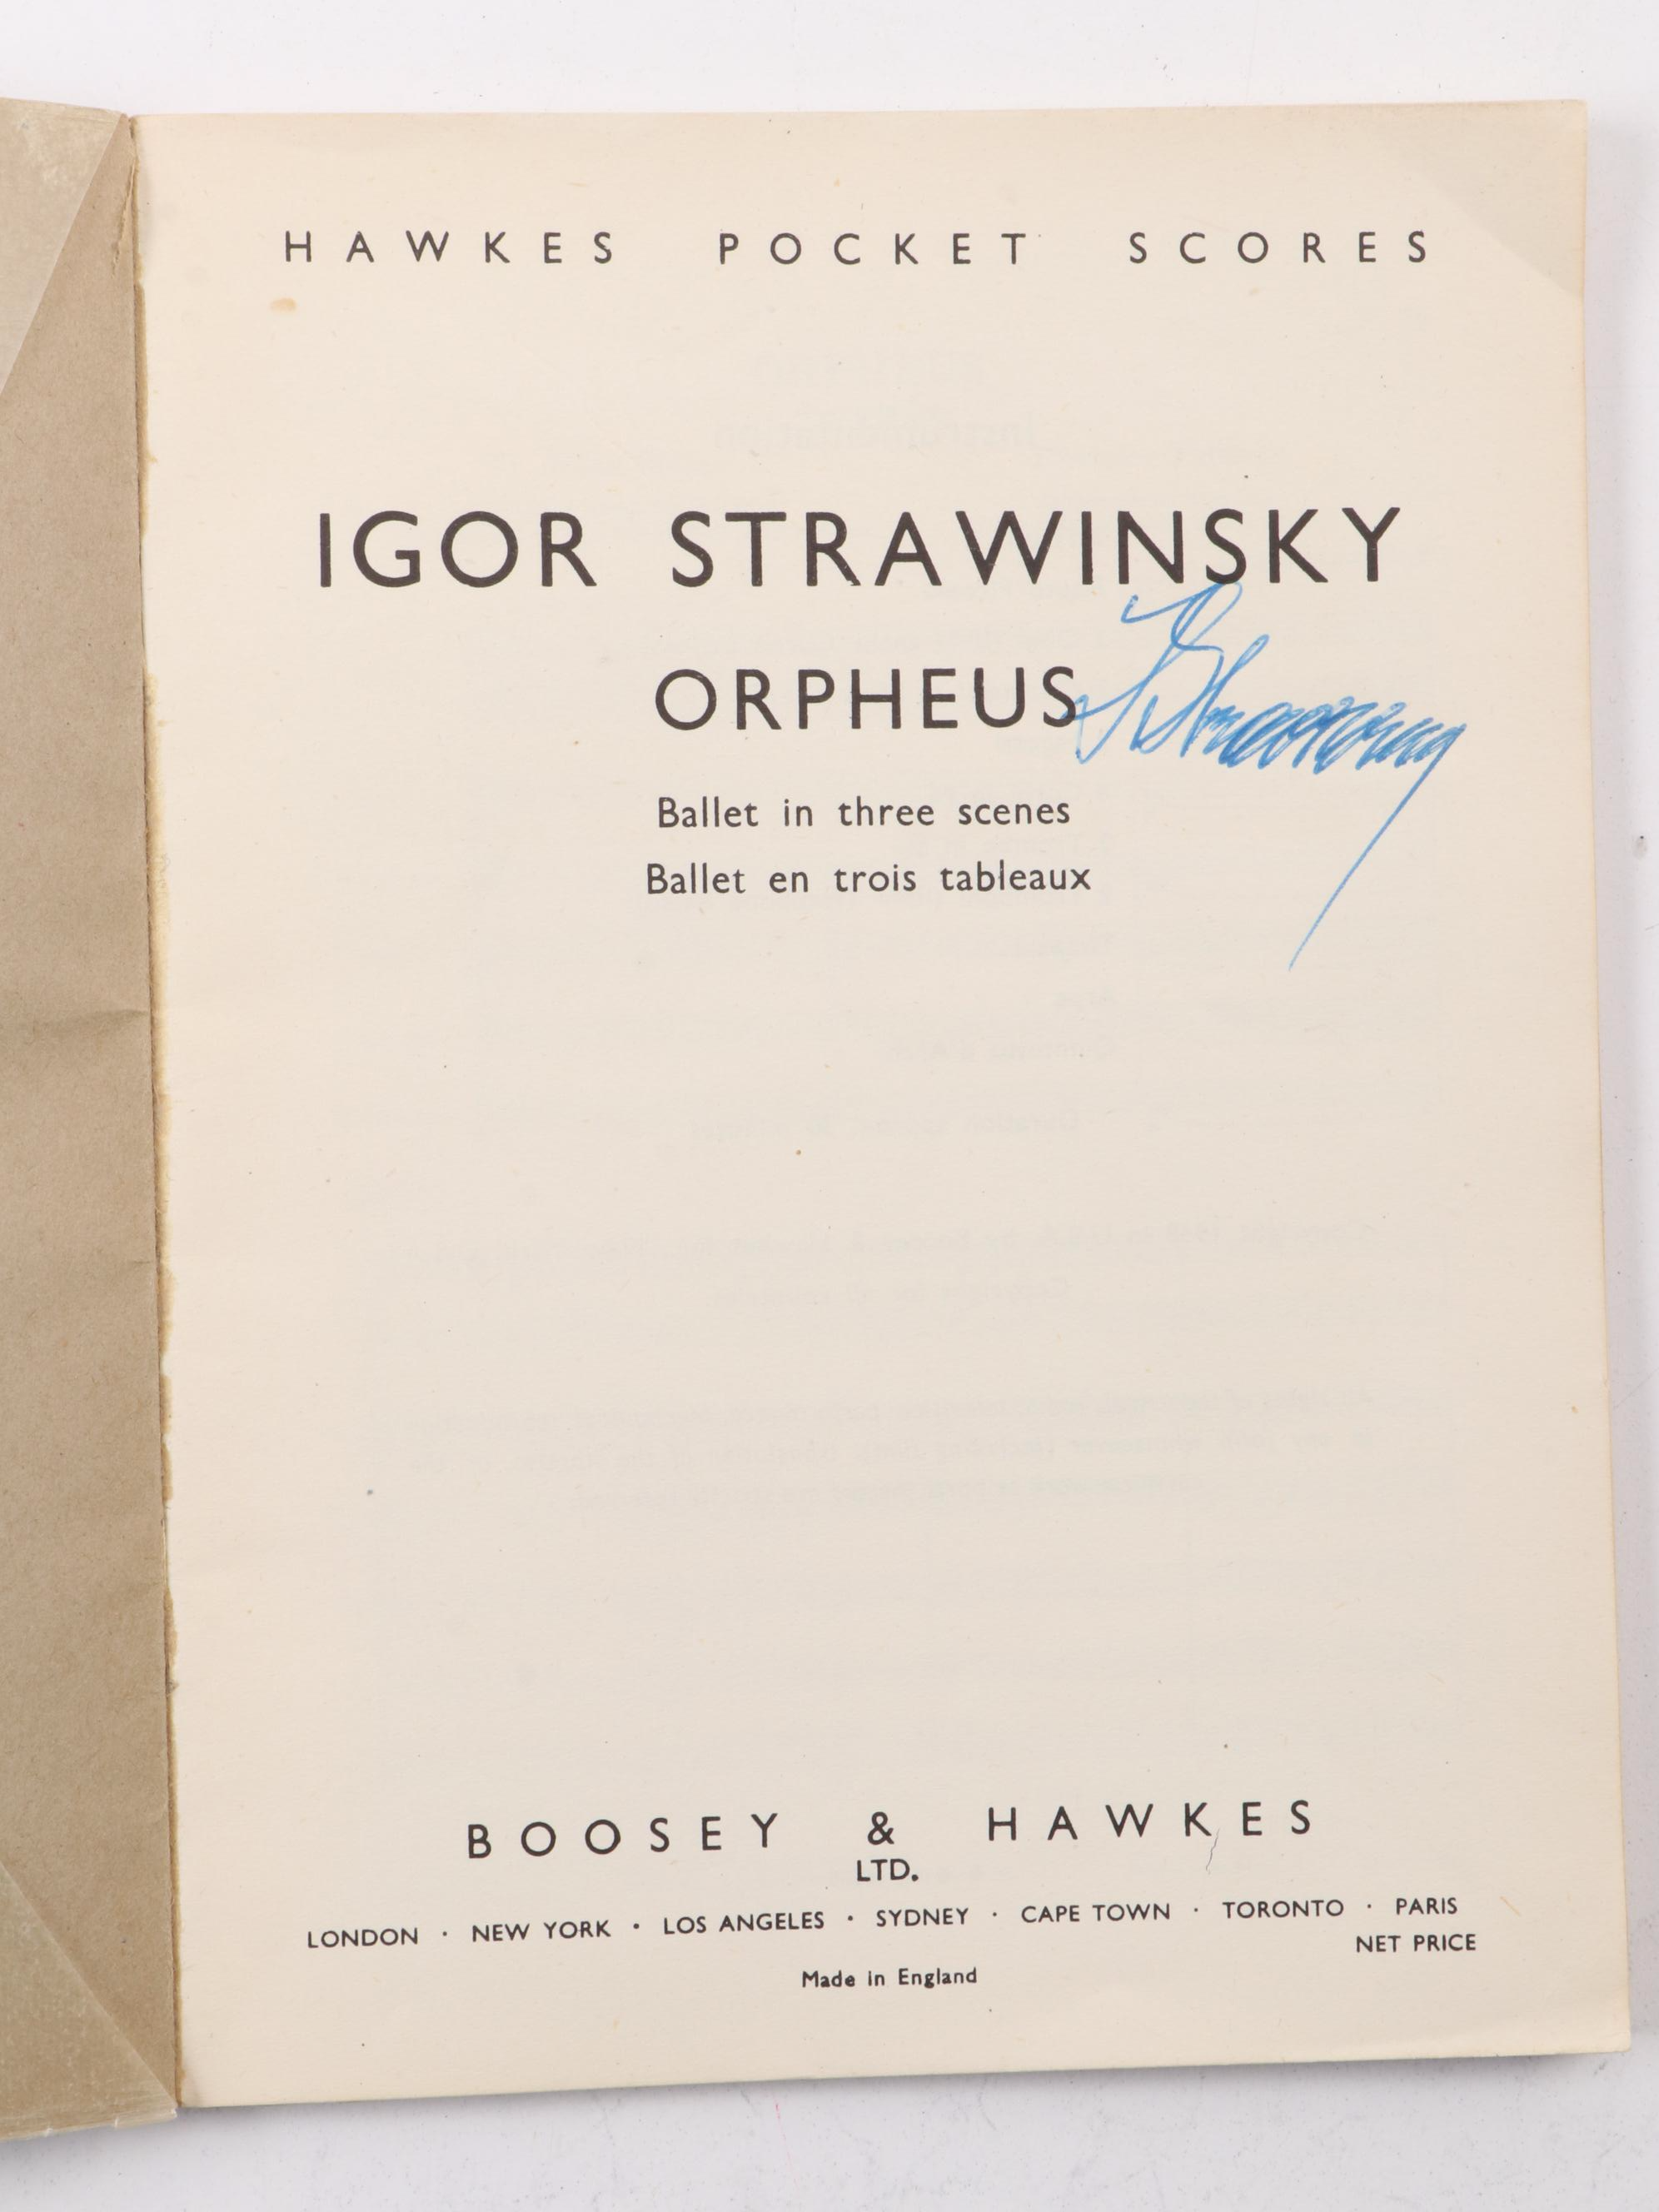 HAWKES POCKET SCORES
IGOR STRAWINSKY
ORPHEUS
Ballet in three scenes
Ballet en trois tableaux
BOOSEY & HAWKES
LTD.
LONDON · NEW YORK · LOS ANGELES · SYDNEY · CAPE TOWN · TORONTO · PARIS
NET PRICE
Made in England